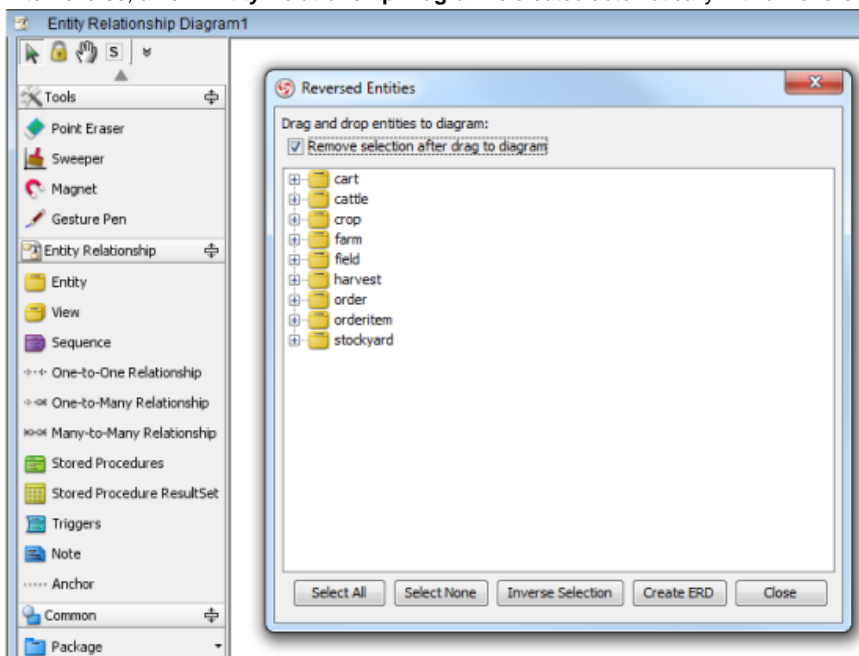 Entity Relationship Diagram1
S
Tools
Point Eraser
Sweeper
Magnet
Gesture Pen
Entity Relationship
Entity
View
Sequence
One-to-One Relationship
One-to-Many Relationship
Many-to-Many Relationship
Stored Procedures
Stored Procedure ResultSet
Triggers
Note
Anchor
Common
Package
Reversed Entities
Drag and drop entities to diagram:
Remove selection after drag to diagram
cart
cattle
crop
farm
field
harvest
order
orderitem
stockyard
Select All Select None Inverse Selection Create ERD Close